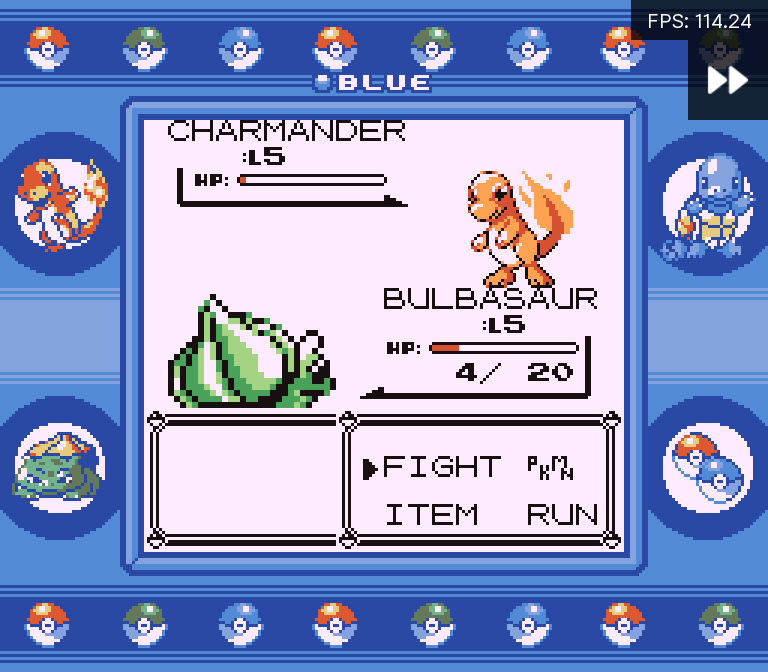 FPS: 114.24
BLUE
CHARMANDER
:L5
HP:
BULBASAUR
:L5
HP:
4/ 20
FIGHT PKMN
ITEM RUN